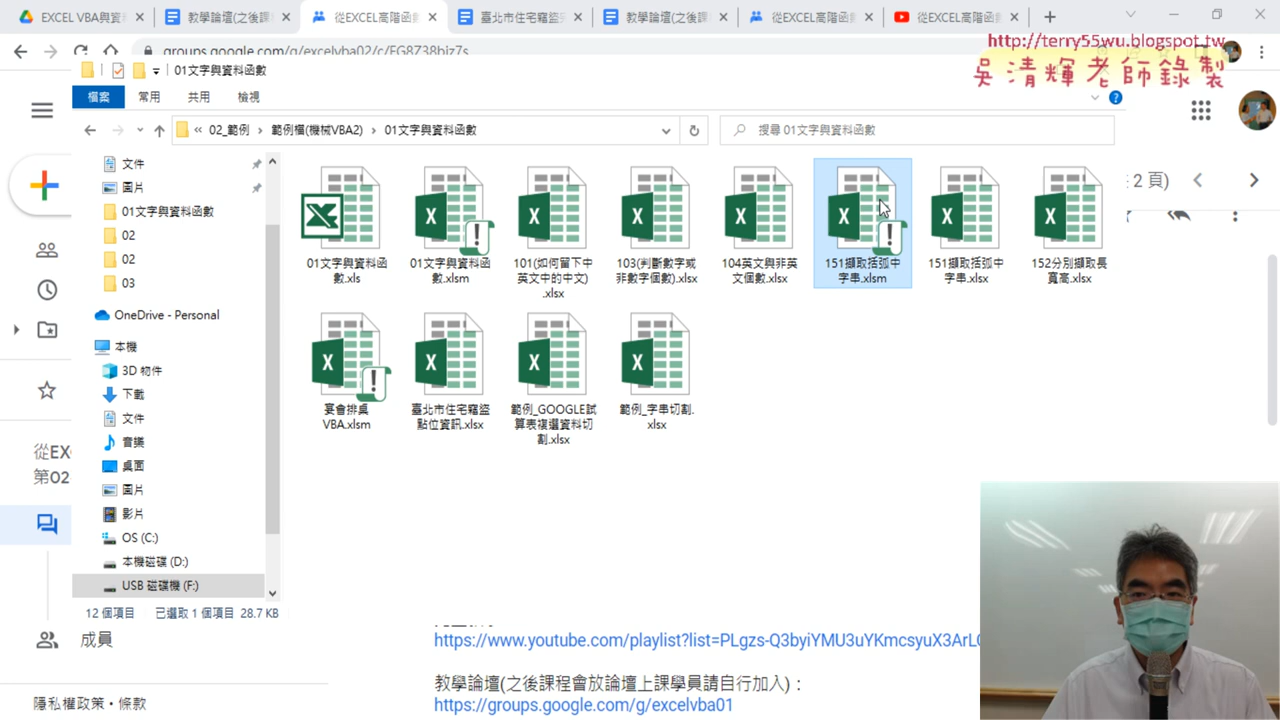 EXCEL VBA與資
教學論壇(之後課
從EXCEL高階函
臺北市住宅竊盜
教學論壇(之後課
從EXCEL高階函
從EXCEL高階函
groups.google.com/g/excelvba02/c/FG8Z38bjz7s
http://terry55wu.blogspot.tw
吳清輝老師錄製
01文字與資料函數
檔案
常用
共用
檢視
02_範例
範例檔(機械VBA2)
01文字與資料函數
搜尋 01文字與資料函數
文件
圖片
01文字與資料函數
02
02
03
OneDrive - Personal
本機
3D 物件
下載
文件
音樂
桌面
圖片
影片
OS (C:)
本機磁碟 (D:)
USB 磁碟機 (F:)
01文字與資料函
數.xls
01文字與資料函
數.xlsm
101(如何留下中
英文中的中文)
.xlsx
103(判斷數字或
非數字個數).xlsx
104英文與非英
文個數.xlsx
151擷取括弧中
字串.xlsm
151擷取括弧中
字串.xlsx
152分別擷取長
寬高.xlsx
宴會排桌
VBA.xlsm
臺北市住宅竊盜
點位資訊.xlsx
範例_GOOGLE試
算表複選資料切
割.xlsx
範例_字串切割.
xlsx
12 個項目
已選取 1 個項目
28.7 KB
2 頁)
從EXC
第02
成員
隱私權政策・條款
https://www.youtube.com/playlist?list=PLgzs-Q3byiYMU3uYKmcsyuX3ArL
教學論壇(之後課程會放論壇上課學員請自行加入)：
https://groups.google.com/g/excelvba01